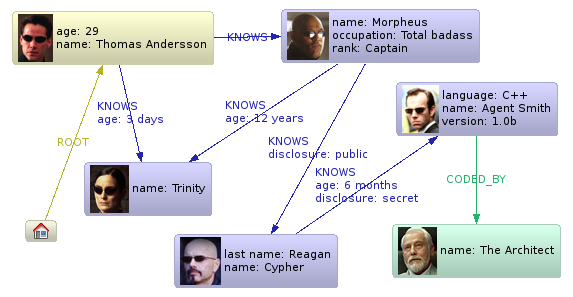 age: 29
name: Thomas Andersson
KNOWS
name: Morpheus
occupation: Total badass
rank: Captain
KNOWS
age: 3 days
KNOWS
age: 12 years
language: C++
name: Agent Smith
version: 1.0b
ROOT
KNOWS
disclosure: public
name: Trinity
KNOWS
age: 6 months
disclosure: secret
CODED_BY
last name: Reagan
name: Cypher
name: The Architect